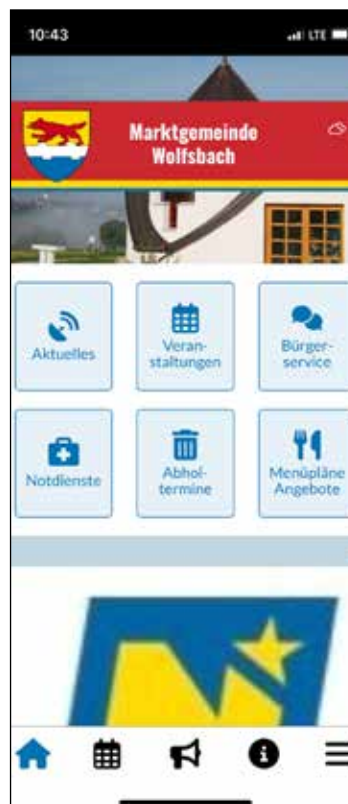 10:43
LTE
Marktgemeinde
Wolfsbach
Aktuelles
Veran-
staltungen
Bürger-
service
Notdienste
Abhol-
termine
Menüpläne
Angebote